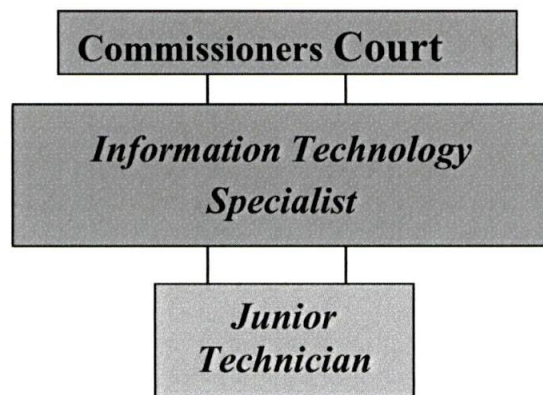 Commissioners Court
Information Technology
Specialist
Junior
Technician